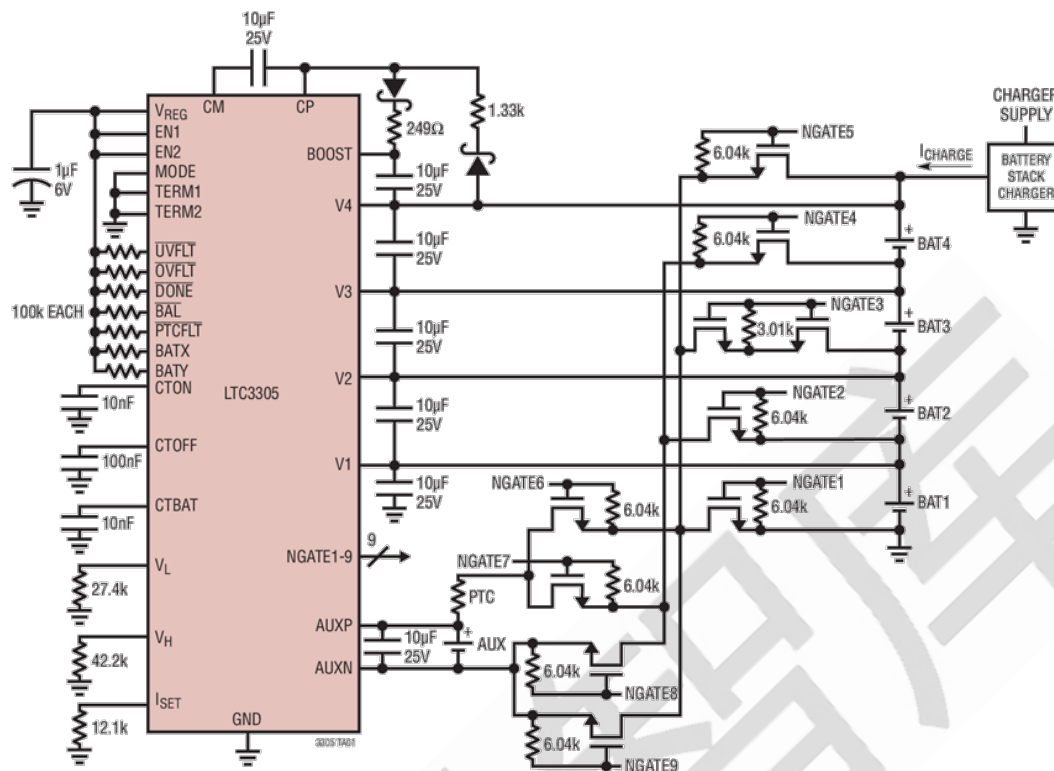 10µF
25V
CM
CP
1.33k
249Ω
VREG
EN1
EN2
MODE
TERM1
TERM2
1µF
6V
BOOST
10µF
25V
V4
UVFLT
OVFLT
DONE
BAL
PTCFLT
BATX
BATY
100k EACH
CTON
10nF
CTOFF
100nF
CTBAT
10nF
VL
27.4k
VH
42.2k
ISET
12.1k
LTC3305
GND
10µF
25V
V3
10µF
25V
V2
10µF
25V
V1
10µF
25V
NGATE1-9
9
AUXP
AUXN
10µF
25V
PTC
+
AUX
NGATE5
6.04k
NGATE4
6.04k
NGATE3
3.01k
NGATE2
6.04k
NGATE6
6.04k
NGATE1
6.04k
NGATE7
6.04k
6.04k
NGATE8
6.04k
NGATE9
ICHARGE
CHARGER
SUPPLY
BATTERY
STACK
CHARGER
+
BAT4
+
BAT3
+
BAT2
+
BAT1